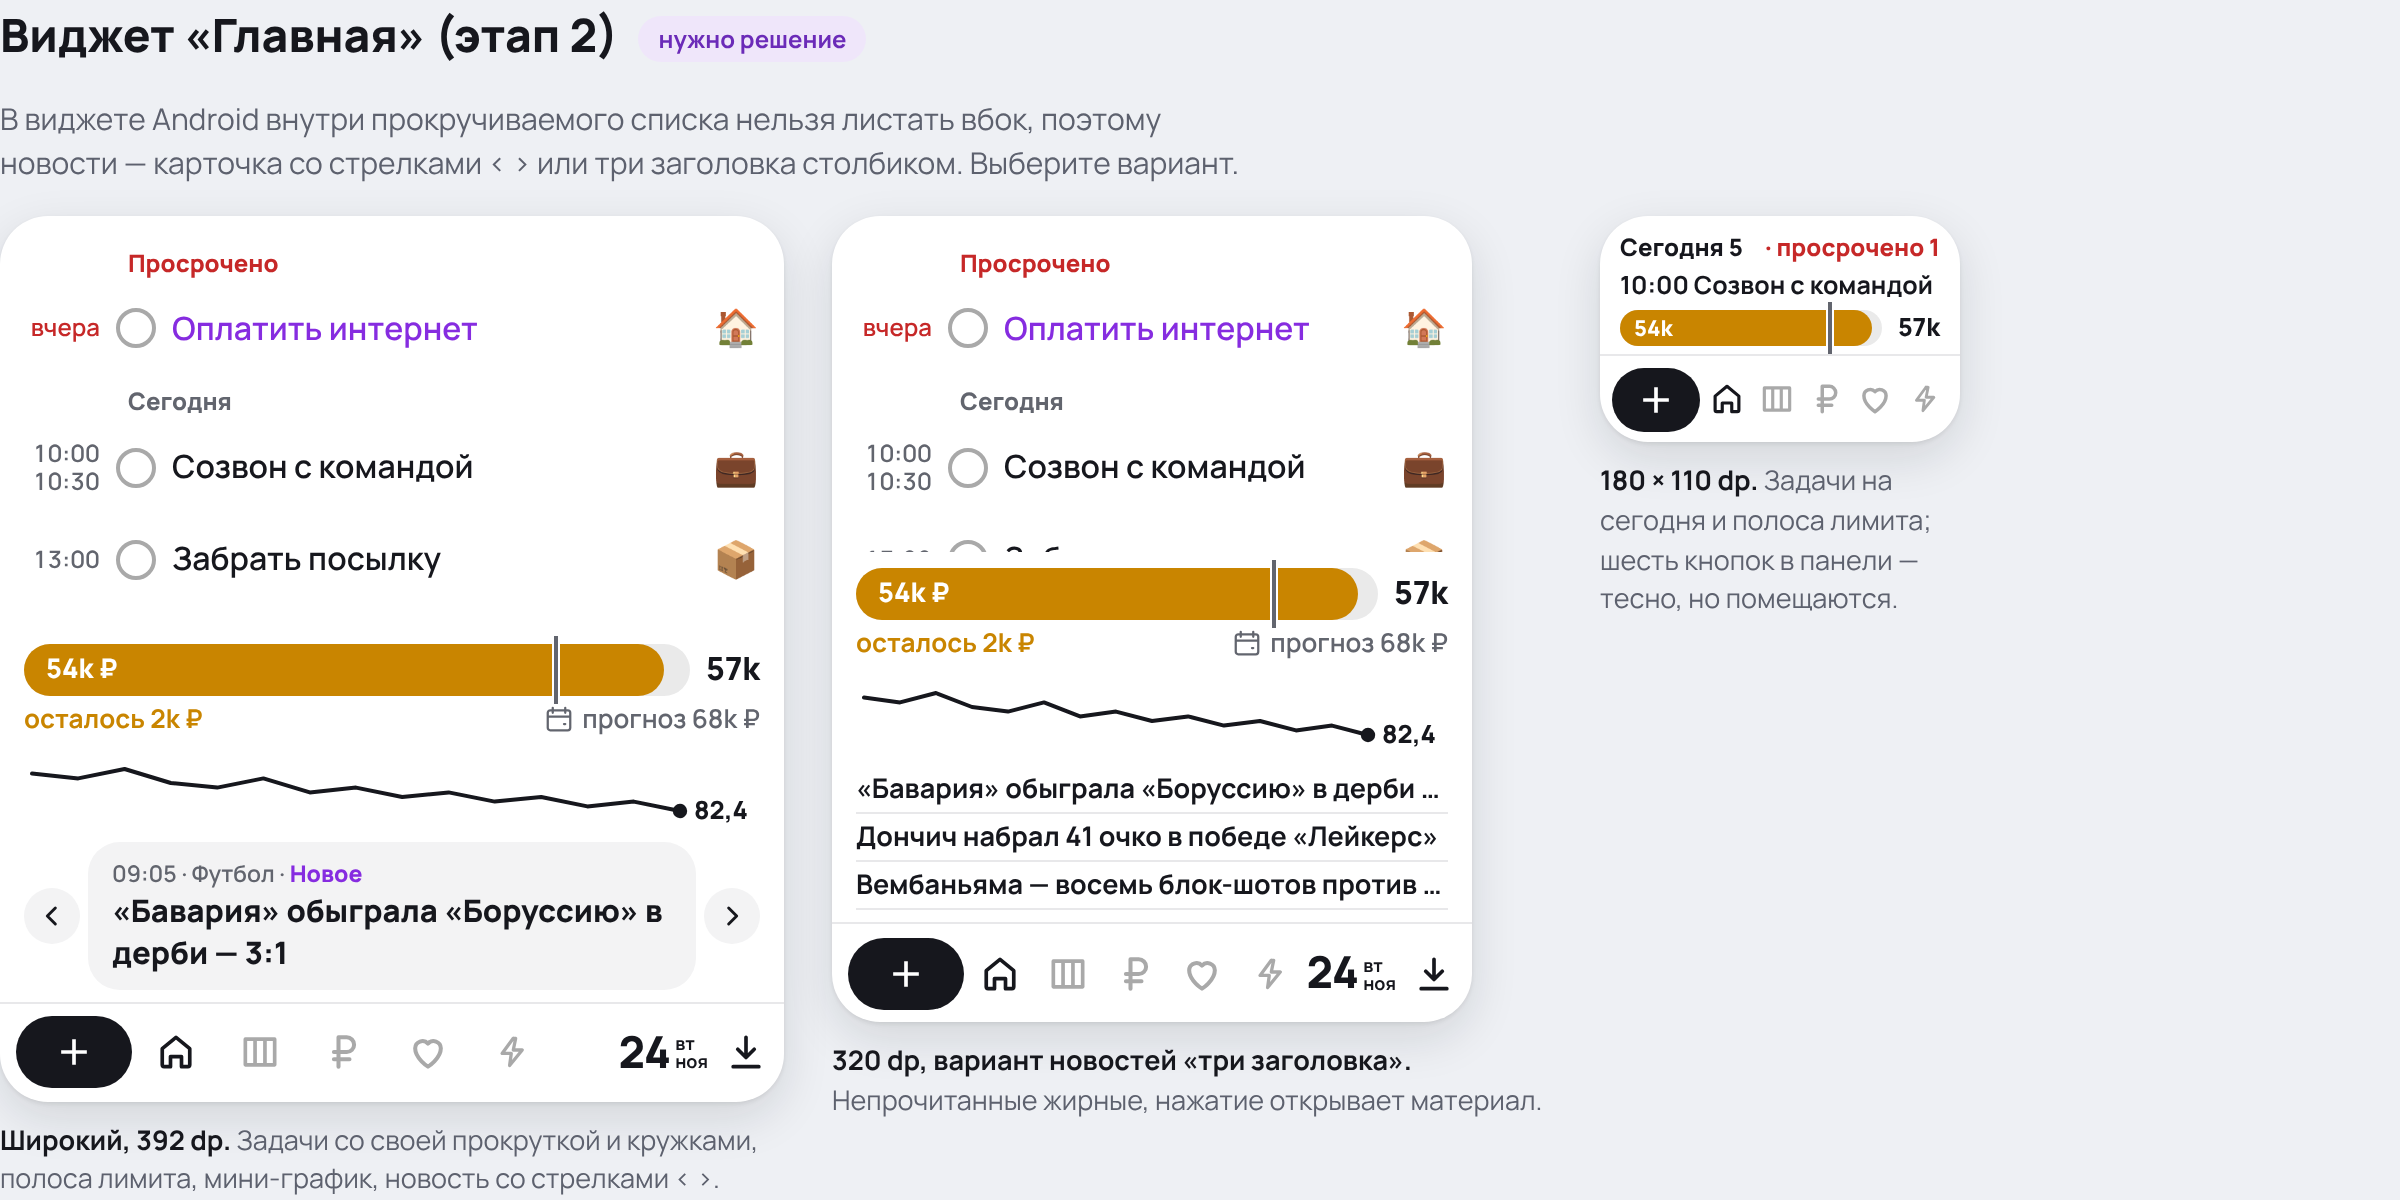 Виджет «Главная» (этап 2) нужно решение
В виджете Android внутри прокручиваемого списка нельзя листать вбок, поэтому
новости — карточка со стрелками ‹ › или три заголовка столбиком. Выберите вариант.
Просрочено
вчера Оплатить интернет
Сегодня
10:00
10:30
Созвон с командой
13:00 Забрать посылку
54k ₽ 57k
осталось 2k ₽ прогноз 68k ₽
82,4
09:05 · Футбол · Новое
«Бавария» обыграла «Боруссию» в
дерби — 3:1
24 вт
ноя
Широкий, 392 dp. Задачи со своей прокруткой и кружками,
полоса лимита, мини-график, новость со стрелками ‹ ›.
Просрочено
вчера Оплатить интернет
Сегодня
10:00
10:30
Созвон с командой
54k ₽ 57k
осталось 2k ₽ прогноз 68k ₽
82,4
«Бавария» обыграла «Боруссию» в дерби ...
Дончич набрал 41 очко в победе «Лейкерс»
Вембаньяма — восемь блок-шотов против ...
24 вт
ноя
320 dp, вариант новостей «три заголовка».
Непрочитанные жирные, нажатие открывает материал.
Сегодня 5 · просрочено 1
10:00 Созвон с командой
54k 57k
180 × 110 dp. Задачи на
сегодня и полоса лимита;
шесть кнопок в панели —
тесно, но помещаются.